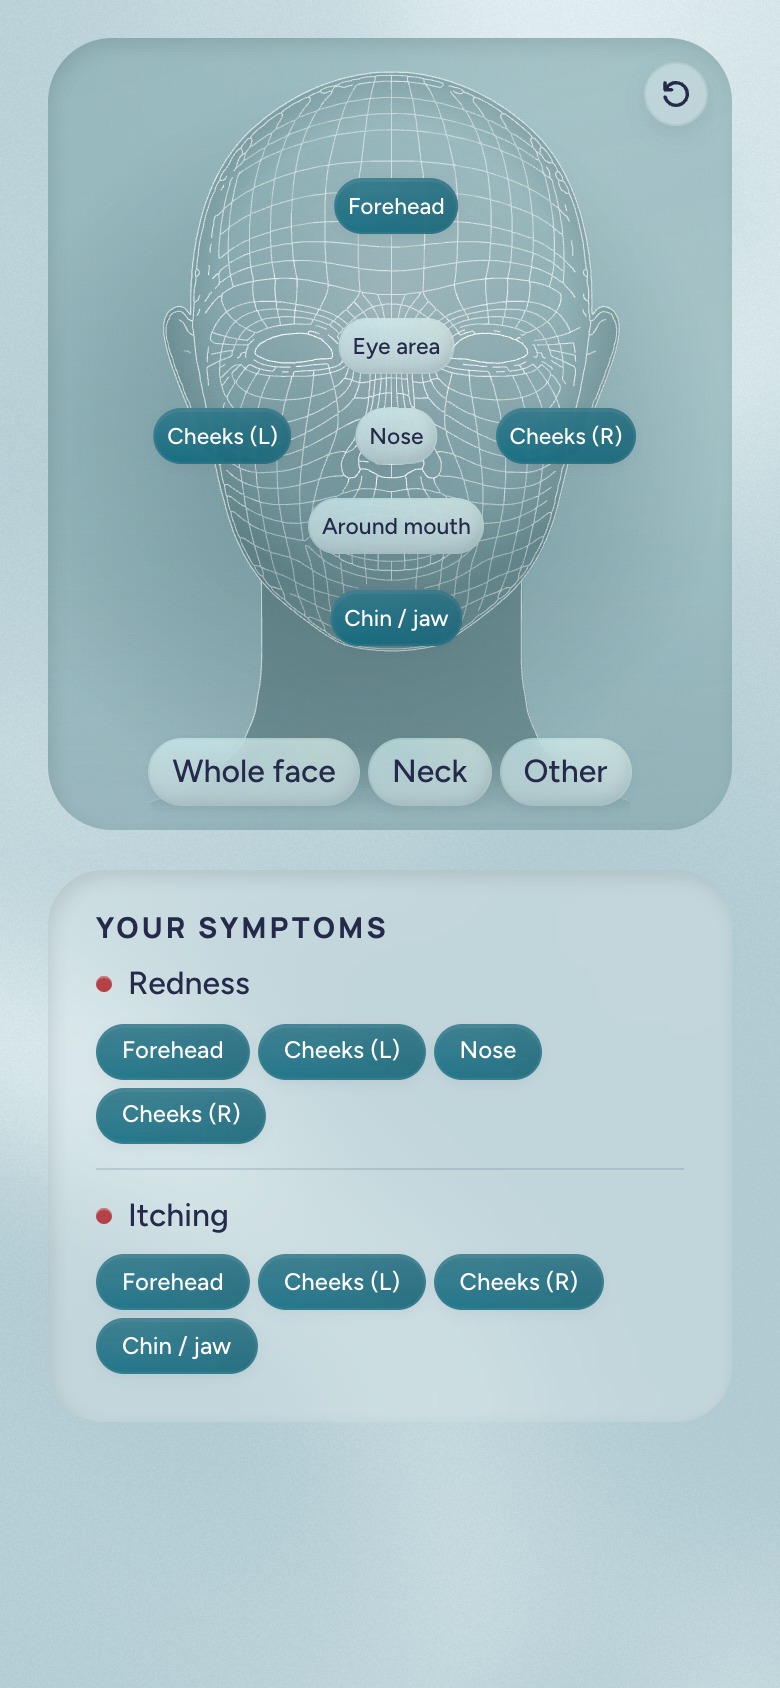 Forehead
Eye area
Cheeks (L)
Nose
Cheeks (R)
Around mouth
Chin / jaw
Whole face
Neck
Other
YOUR SYMPTOMS
Redness
Forehead
Cheeks (L)
Nose
Cheeks (R)
Itching
Forehead
Cheeks (L)
Cheeks (R)
Chin / jaw